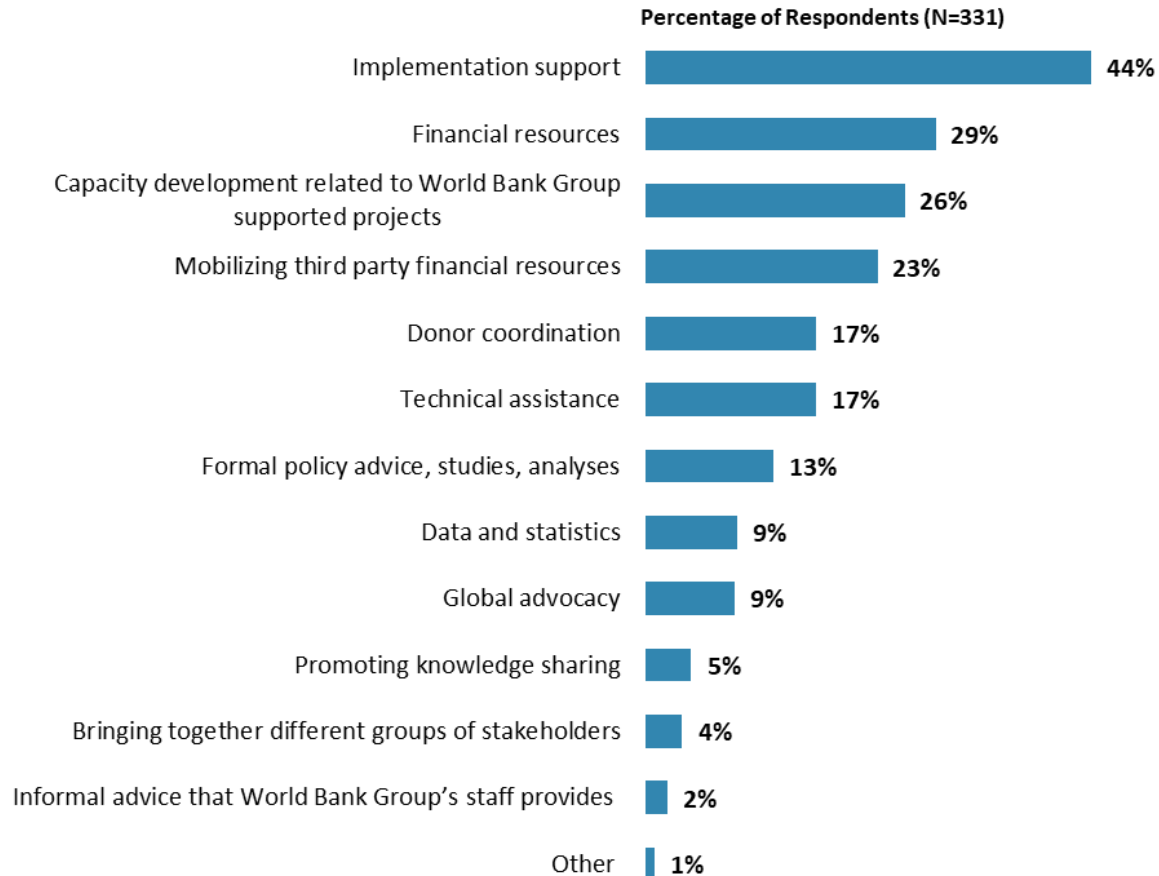 Percentage of Respondents (N=331)
Implementation support 44%
Financial resources 29%
Capacity development related to World Bank Group
supported projects 26%
Mobilizing third party financial resources 23%
Donor coordination 17%
Technical assistance 17%
Formal policy advice, studies, analyses 13%
Data and statistics 9%
Global advocacy 9%
Promoting knowledge sharing 5%
Bringing together different groups of stakeholders 4%
Informal advice that World Bank Group’s staff provides 2%
Other 1%